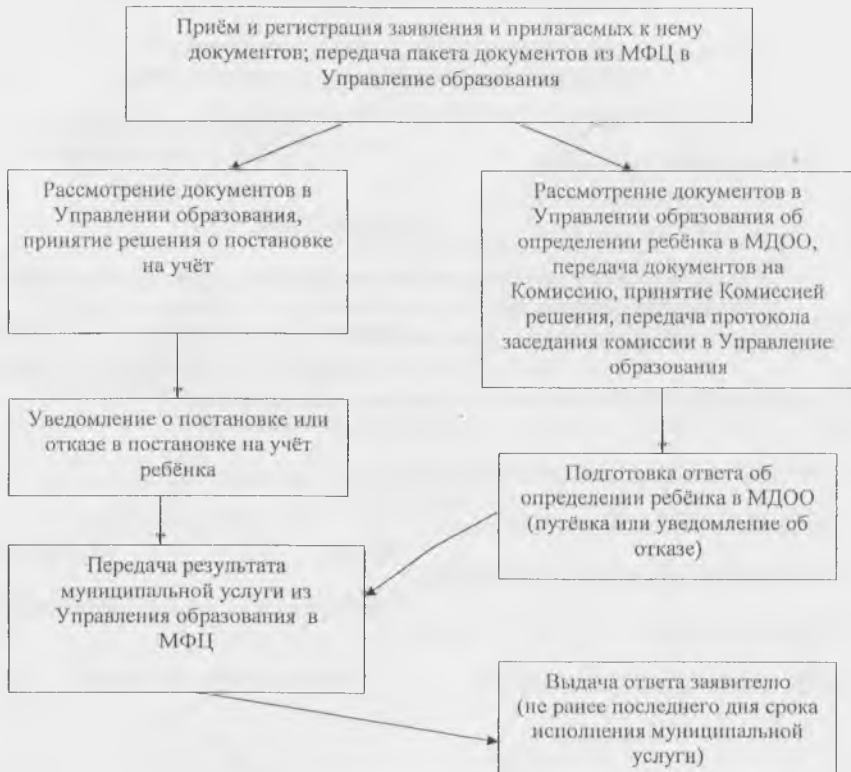 Приём и регистрация заявления и прилагаемых к нему
документов; передача пакета документов из МФЦ в
Управление образования
Рассмотрение документов в
Управлении образования,
принятие решения о постановке
на учёт
Рассмотрение документов в
Управлении образования об
определении ребёнка в МДОО,
передача документов на
Комиссию, принятие Комиссией
решения, передача протокола
заседания комиссии в Управление
образования
Уведомление о постановке или
отказе в постановке на учёт
ребёнка
Подготовка ответа об
определении ребёнка в МДОО
(путёвка или уведомление об
отказе)
Передача результата
муниципальной услуги из
Управления образования в
МФЦ
Выдача ответа заявителю
(не ранее последнего дня срока
исполнения муниципальной
услуги)